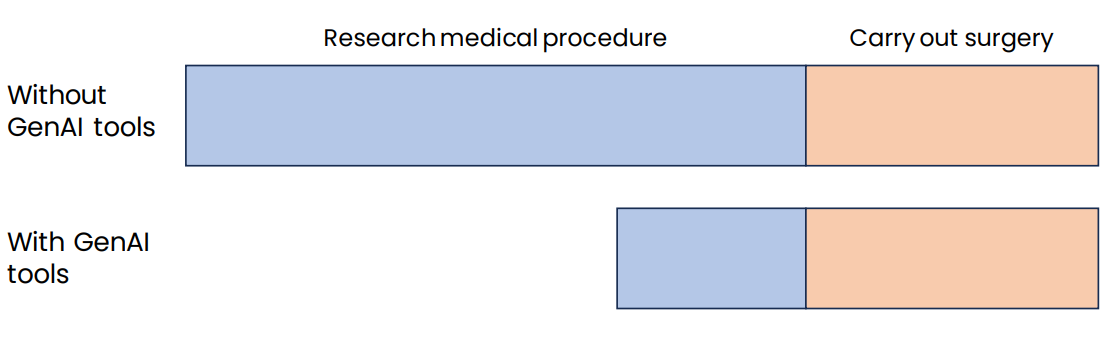 Research medical procedure
Carry out surgery
Without
GenAI tools
With GenAI
tools